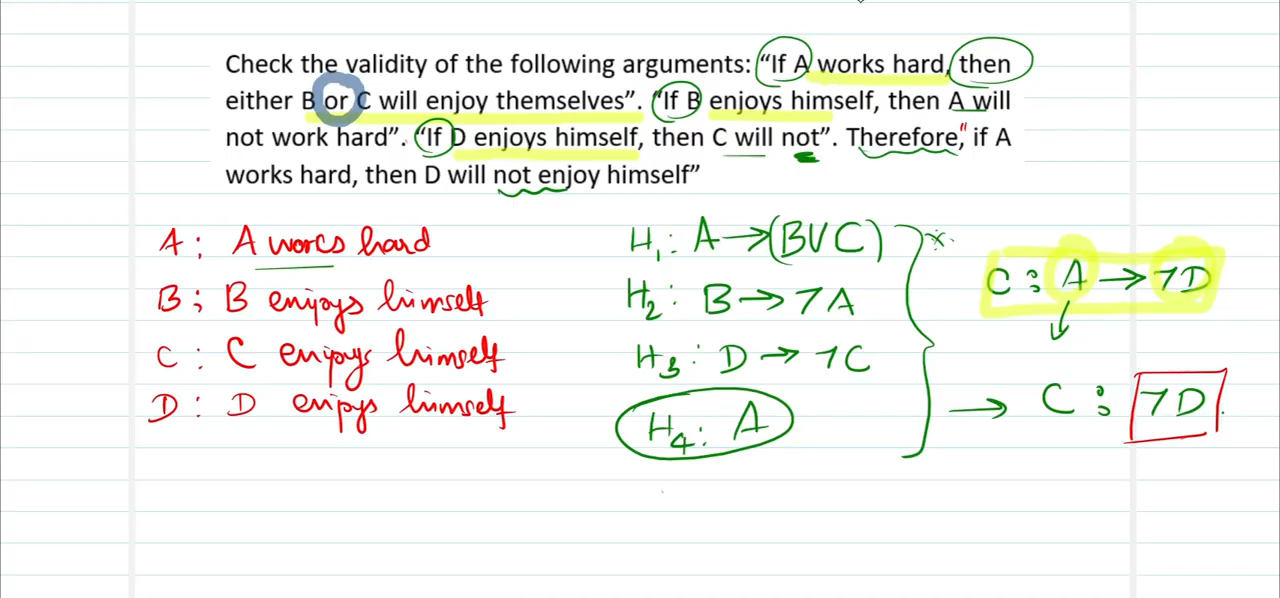 Check the validity of the following arguments: “If A works hard, then
either B or C will enjoy themselves”. “If B enjoys himself, then A will
not work hard”. “If D enjoys himself, then C will not”. Therefore," if A
works hard, then D will not enjoy himself”
A : A works hard
B ; B enjoys himself
C : C enjoys himself
D : D enjoys himself
H₁ : A → (B ∨ C)
H₂ : B → ¬A
H₃ : D → ¬C
H₄ : A
C : A → ¬D
→ C : ¬D